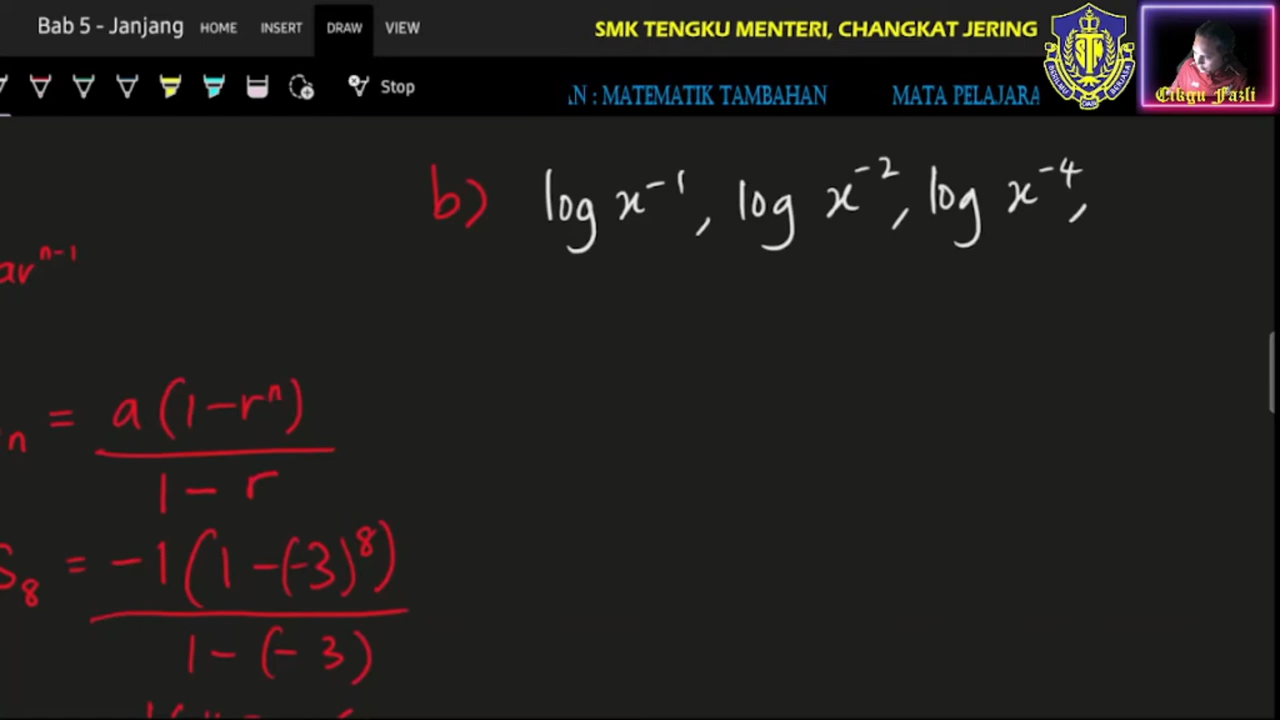 Bab 5 - Janjang HOME INSERT DRAW VIEW
SMK TENGKU MENTERI, CHANGKAT JERING
Stop
N : MATEMATIK TAMBAHAN MATA PELAJARA
Cikgu Fazli
b) log x⁻¹, log x⁻², log x⁻⁴,
arⁿ⁻¹
n = a(1-rⁿ) / 1 - r
S₈ = -1(1-(-3)⁸) / 1-(-3)